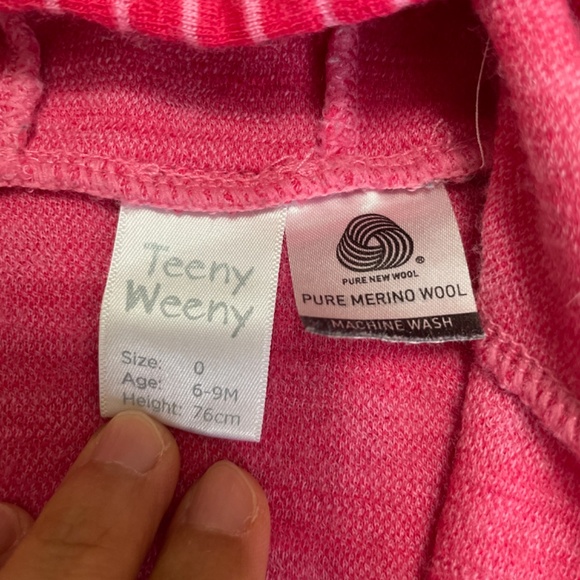 Teeny
Weeny
Size: 0
Age: 6-9M
Height: 76cm
PURE NEW WOOL
®
PURE MERINO WOOL
MACHINE WASH